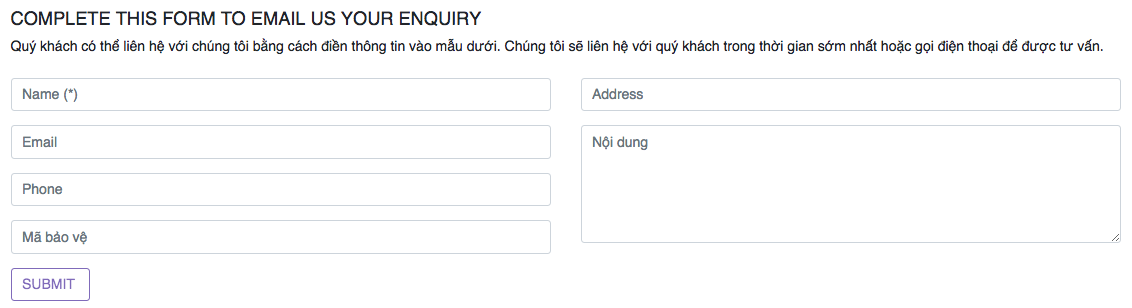 COMPLETE THIS FORM TO EMAIL US YOUR ENQUIRY
Quý khách có thể liên hệ với chúng tôi bằng cách điền thông tin vào mẫu dưới. Chúng tôi sẽ liên hệ với quý khách trong thời gian sớm nhất hoặc gọi điện thoại để được tư vấn.
Name (*)
Email
Phone
Mã bảo vệ
SUBMIT
Address
Nội dung